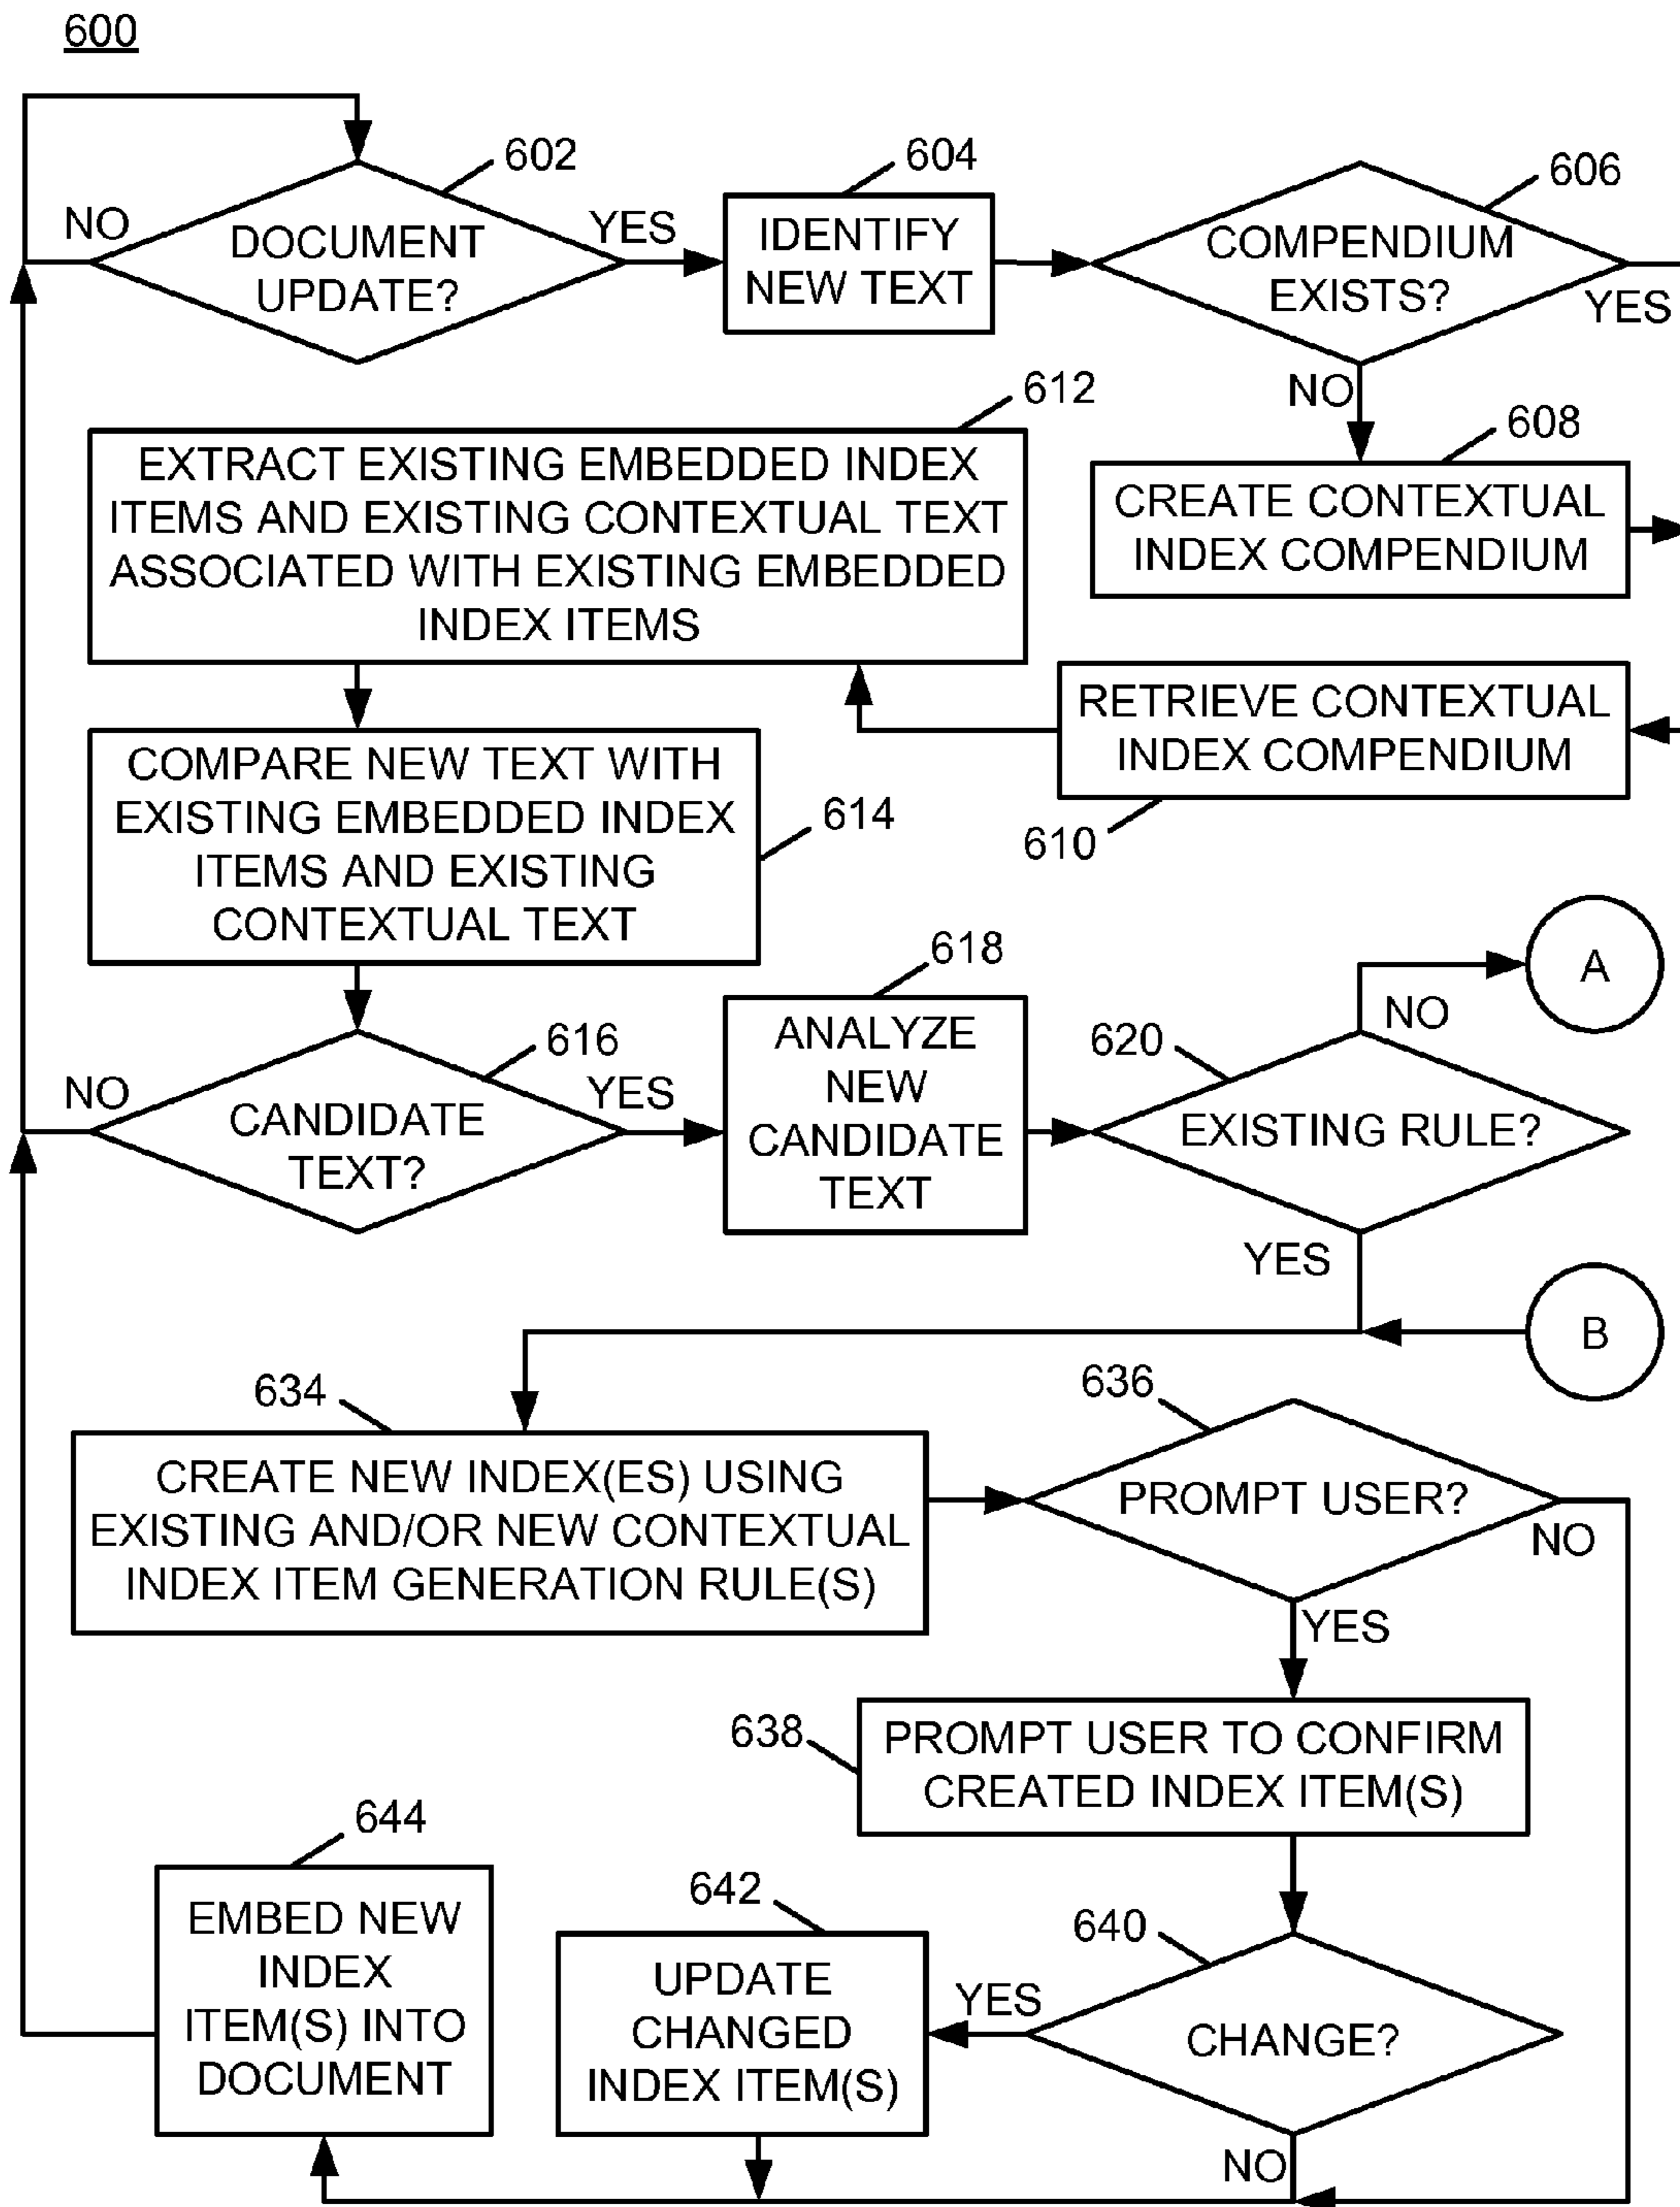 600
602
NO
DOCUMENT
UPDATE?
YES
604
IDENTIFY
NEW TEXT
606
COMPENDIUM
EXISTS?
YES
NO
608
CREATE CONTEXTUAL
INDEX COMPENDIUM
612
EXTRACT EXISTING EMBEDDED INDEX
ITEMS AND EXISTING CONTEXTUAL TEXT
ASSOCIATED WITH EXISTING EMBEDDED
INDEX ITEMS
RETRIEVE CONTEXTUAL
INDEX COMPENDIUM
610
COMPARE NEW TEXT WITH
EXISTING EMBEDDED INDEX
ITEMS AND EXISTING
CONTEXTUAL TEXT
614
616
NO
CANDIDATE
TEXT?
YES
618
ANALYZE
NEW
CANDIDATE
TEXT
620
EXISTING RULE?
NO
A
YES
B
634
CREATE NEW INDEX(ES) USING
EXISTING AND/OR NEW CONTEXTUAL
INDEX ITEM GENERATION RULE(S)
636
PROMPT USER?
NO
YES
638
PROMPT USER TO CONFIRM
CREATED INDEX ITEM(S)
640
CHANGE?
YES
NO
642
UPDATE
CHANGED
INDEX ITEM(S)
644
EMBED NEW
INDEX
ITEM(S) INTO
DOCUMENT